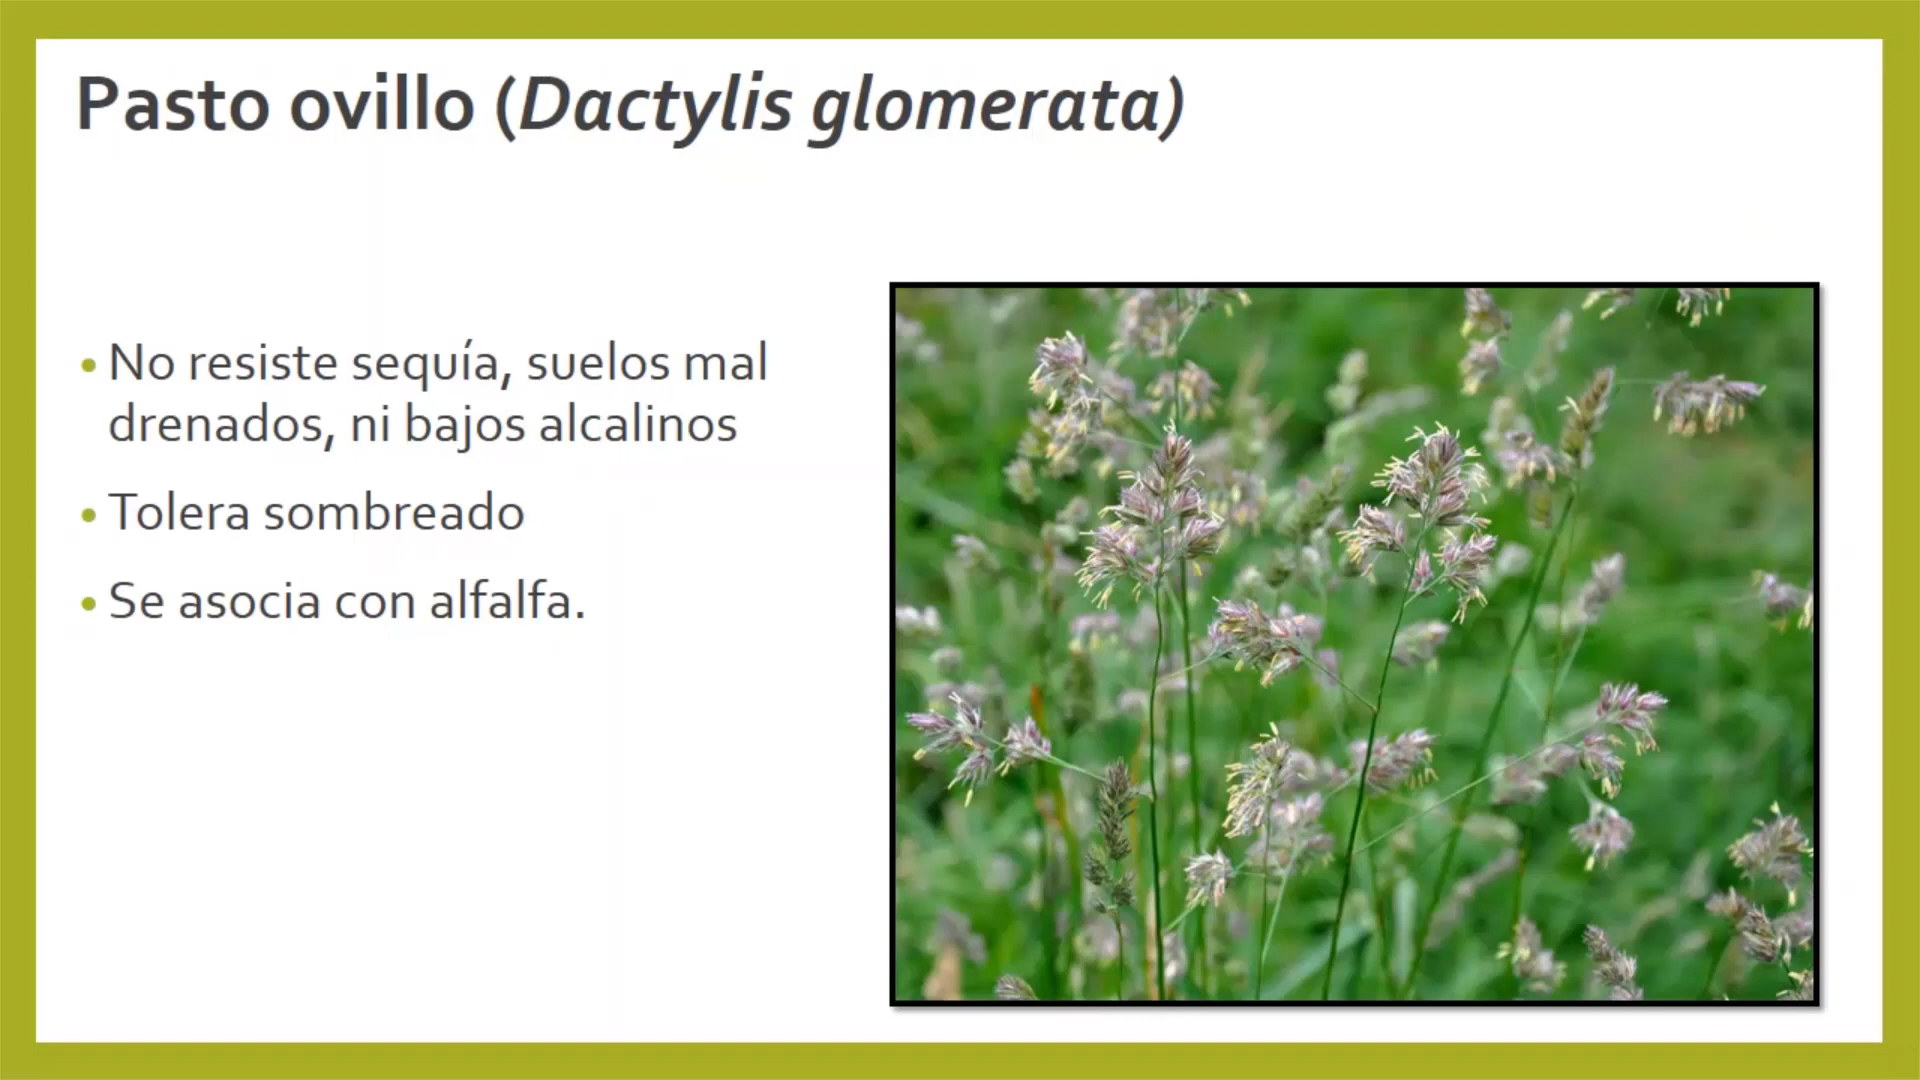 Pasto ovillo (Dactylis glomerata)
• No resiste sequía, suelos mal
drenados, ni bajos alcalinos
• Tolera sombreado
• Se asocia con alfalfa.